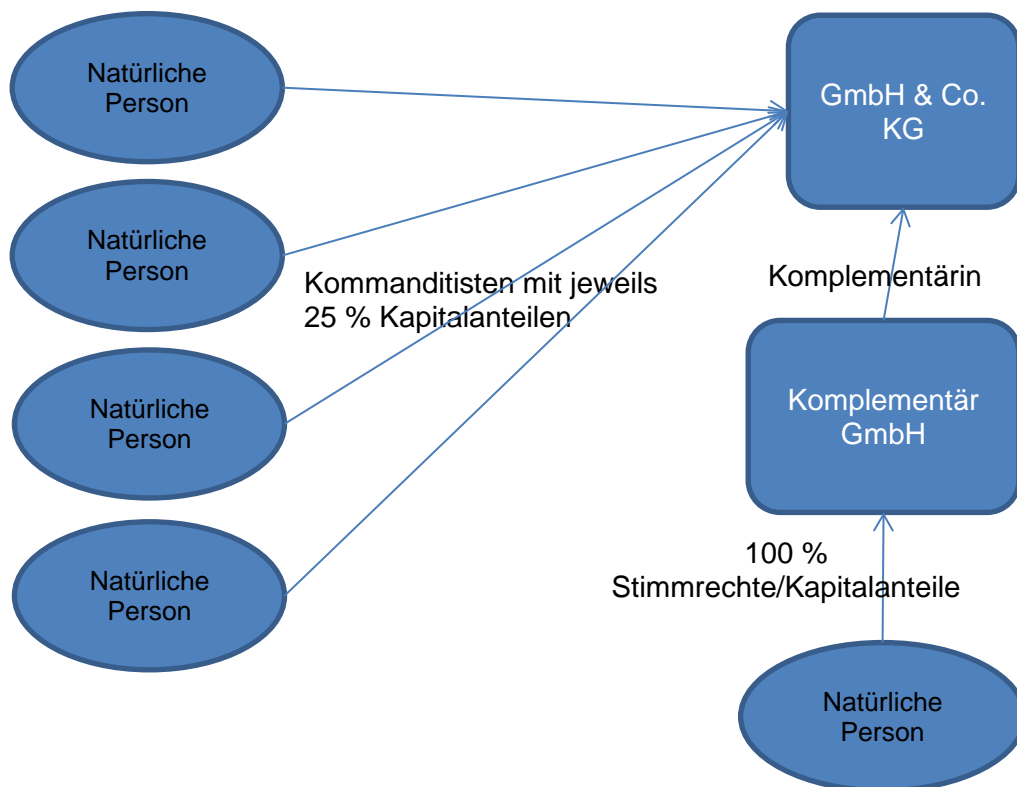 Natürliche
Person
GmbH & Co.
KG
Natürliche
Person
Kommanditisten mit jeweils
25 % Kapitalanteilen
Komplementärin
Natürliche
Person
Komplementär
GmbH
Natürliche
Person
100 %
Stimmrechte/Kapitalanteile
Natürliche
Person